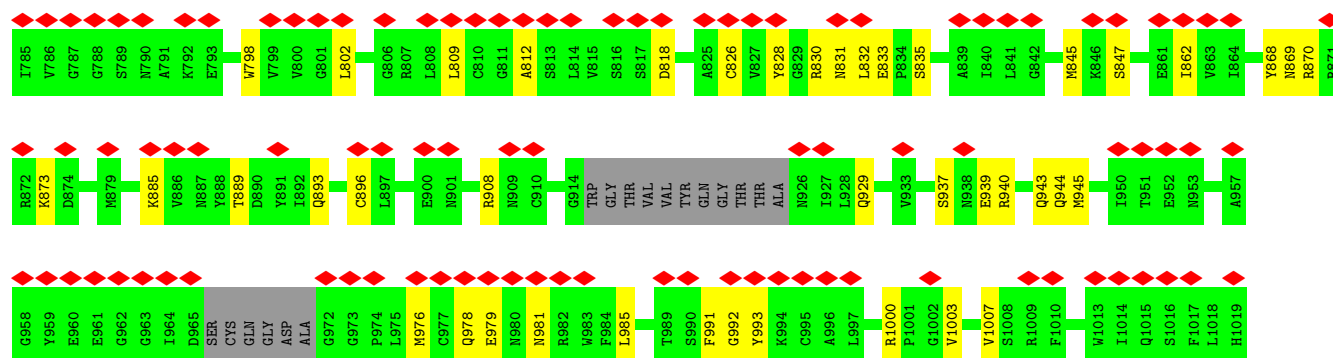 I785 V786 G787 G788 S789 N790 A791 K792 E793 W798 V799 V800 G801 L802 G806 R807 L808 L809 C810 G811 A812 S813 L814 V815 S816 S817 D818 A825 C826 V827 Y828 G829 R830 N831 L832 E833 P834 S835 A839 I840 L841 G842 M845 K846 S847 E861 I862 V863 I864 Y868 N869 R870 R871
R872 K873 D874 M879 K885 V886 N887 Y888 T889 D890 Y891 I892 Q893 C896 L897 E900 N901 R908 N909 C910 G914 TRP GLY THR VAL VAL TYR GLN GLY THR THR ALA N926 I927 L928 Q929 V933 S937 N938 E939 R940 Q943 Q944 M945 I950 T951 E952 N953 A957
G958 Y959 E960 E961 G962 G963 I964 D965 SER CYS GLN GLY ASP ALA G972 G973 P974 L975 M976 C977 Q978 E979 N980 N981 R982 W983 F984 L985 T989 S990 F991 G992 Y993 K994 C995 A996 L997 R1000 P1001 G1002 V1003 V1007 S1008 R1009 F1010 W1013 I1014 Q1015 S1016 F1017 L1018 H1019